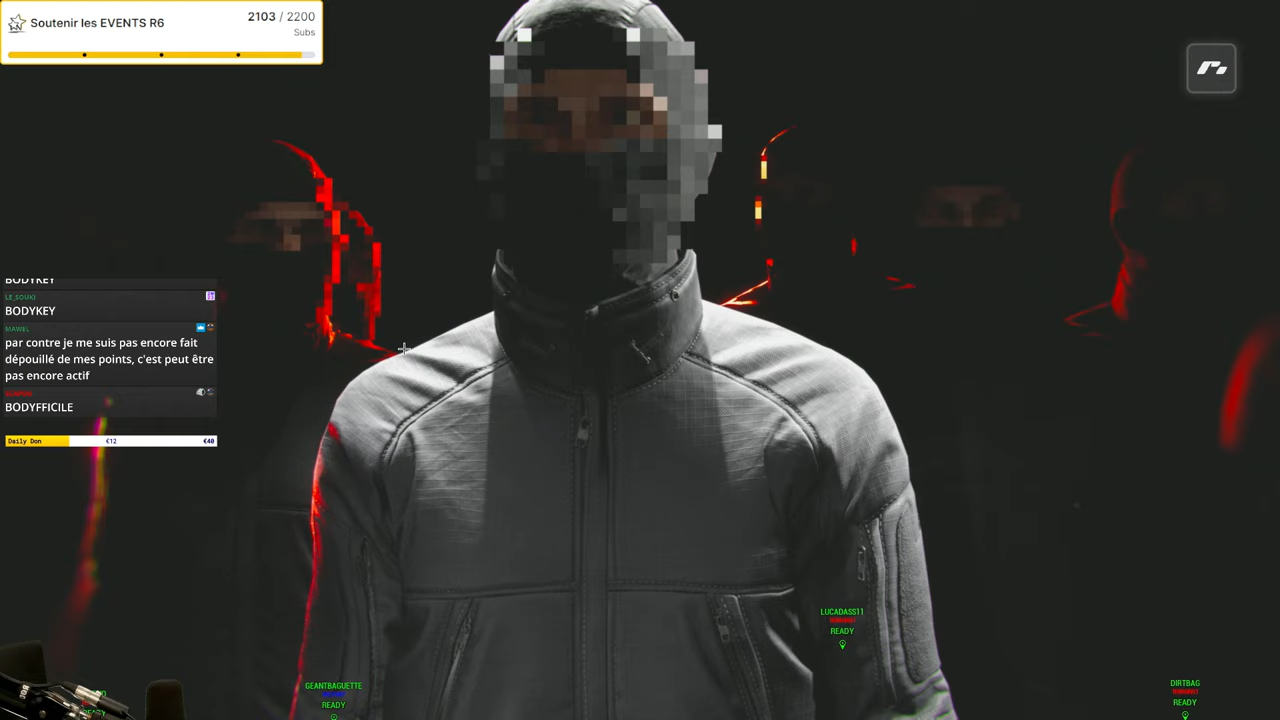 Soutenir les EVENTS R6
2103 / 2200
Subs
BODYKEY
LE_SOUKI
BODYKEY
MAWEL
par contre je me suis pas encore fait
dépouillé de mes points, c'est peut être
pas encore actif
BODYFFICILE
Daily Don
€12
€40
LUCADASS11
READY
GEANTBAGUETTE
READY
DIRTBAG
READY